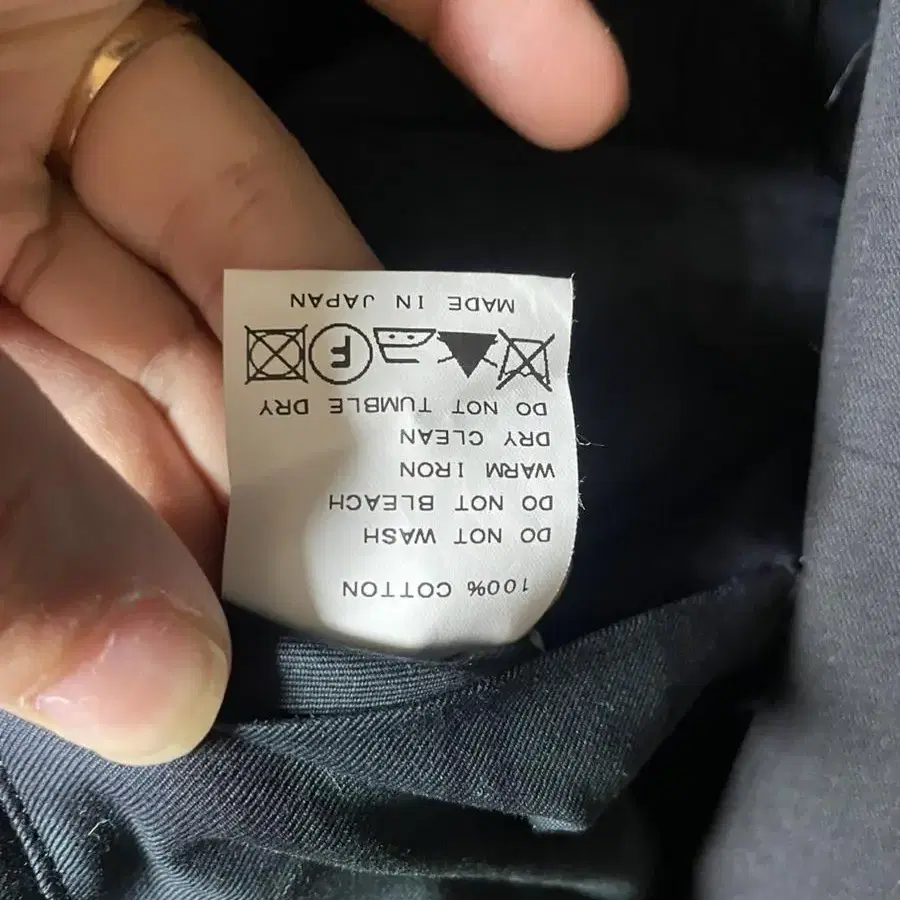 100% COTTON
DO NOT WASH
DO NOT BLEACH
WARM IRON
DRY CLEAN
DO NOT TUMBLE DRY
F
MADE IN JAPAN